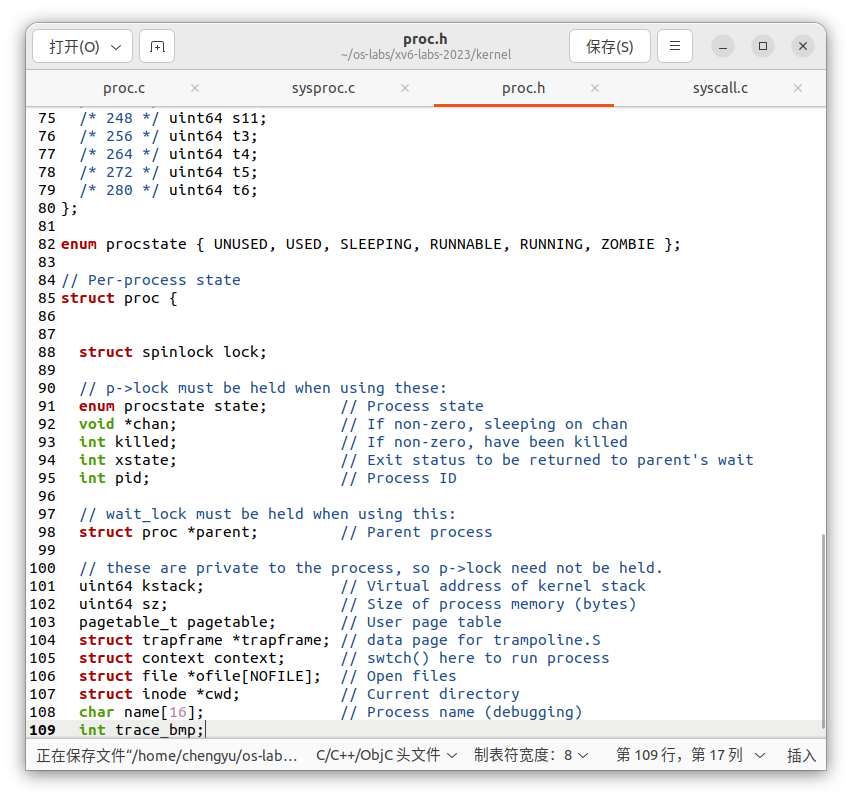 打开(O)
proc.h
~/os-labs/xv6-labs-2023/kernel
保存(S)
proc.c
sysproc.c
proc.h
syscall.c
75   /* 248 */ uint64 s11;
76   /* 256 */ uint64 t3;
77   /* 264 */ uint64 t4;
78   /* 272 */ uint64 t5;
79   /* 280 */ uint64 t6;
80 };
81
82 enum procstate { UNUSED, USED, SLEEPING, RUNNABLE, RUNNING, ZOMBIE };
83
84 // Per-process state
85 struct proc {
86
87
88   struct spinlock lock;
89
90   // p->lock must be held when using these:
91   enum procstate state;        // Process state
92   void *chan;                  // If non-zero, sleeping on chan
93   int killed;                  // If non-zero, have been killed
94   int xstate;                  // Exit status to be returned to parent's wait
95   int pid;                     // Process ID
96
97   // wait_lock must be held when using this:
98   struct proc *parent;         // Parent process
99
100   // these are private to the process, so p->lock need not be held.
101   uint64 kstack;               // Virtual address of kernel stack
102   uint64 sz;                   // Size of process memory (bytes)
103   pagetable_t pagetable;       // User page table
104   struct trapframe *trapframe; // data page for trampoline.S
105   struct context context;      // swtch() here to run process
106   struct file *ofile[NOFILE];  // Open files
107   struct inode *cwd;           // Current directory
108   char name[16];               // Process name (debugging)
109   int trace_bmp;
正在保存文件“/home/chengyu/os-lab…
C/C++/ObjC 头文件
制表符宽度：8
第 109 行，第 17 列
插入